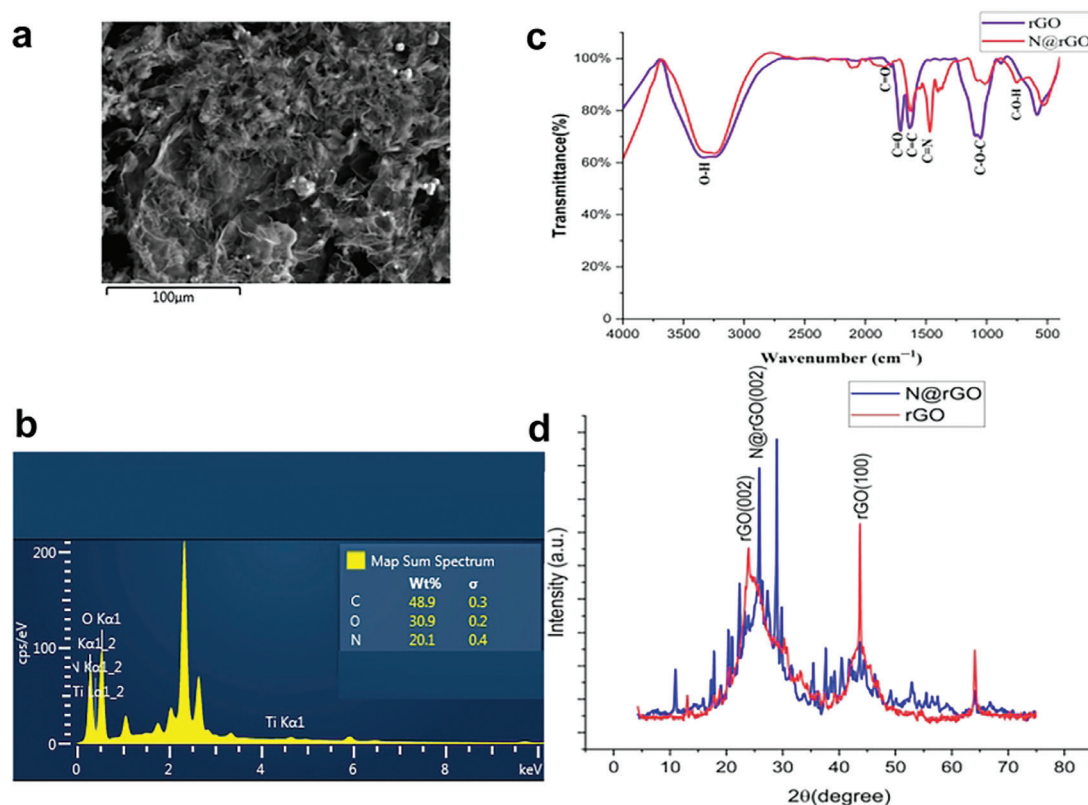 a
100μm
b
200
100
0
cps/eV
O Kα1
Kα1_2
N Kα1_2
Ti Lα1_2
Ti Kα1
0
2
4
6
8
keV
Map Sum Spectrum
Wt% σ
C 48.9 0.3
O 30.9 0.2
N 20.1 0.4
c
rGO
N@rGO
100%
80%
60%
40%
20%
0
Transmittance(%)
O-H
C=O
C=O
C=C
C=N
C-O-C
C-O-H
4000 3500 3000 2500 2000 1500 1000 500
Wavenumber (cm⁻¹)
d
N@rGO
rGO
rGO(002)
N@rGO(002)
rGO(100)
Intensity (a.u.)
0 10 20 30 40 50 60 70 80
2θ(degree)